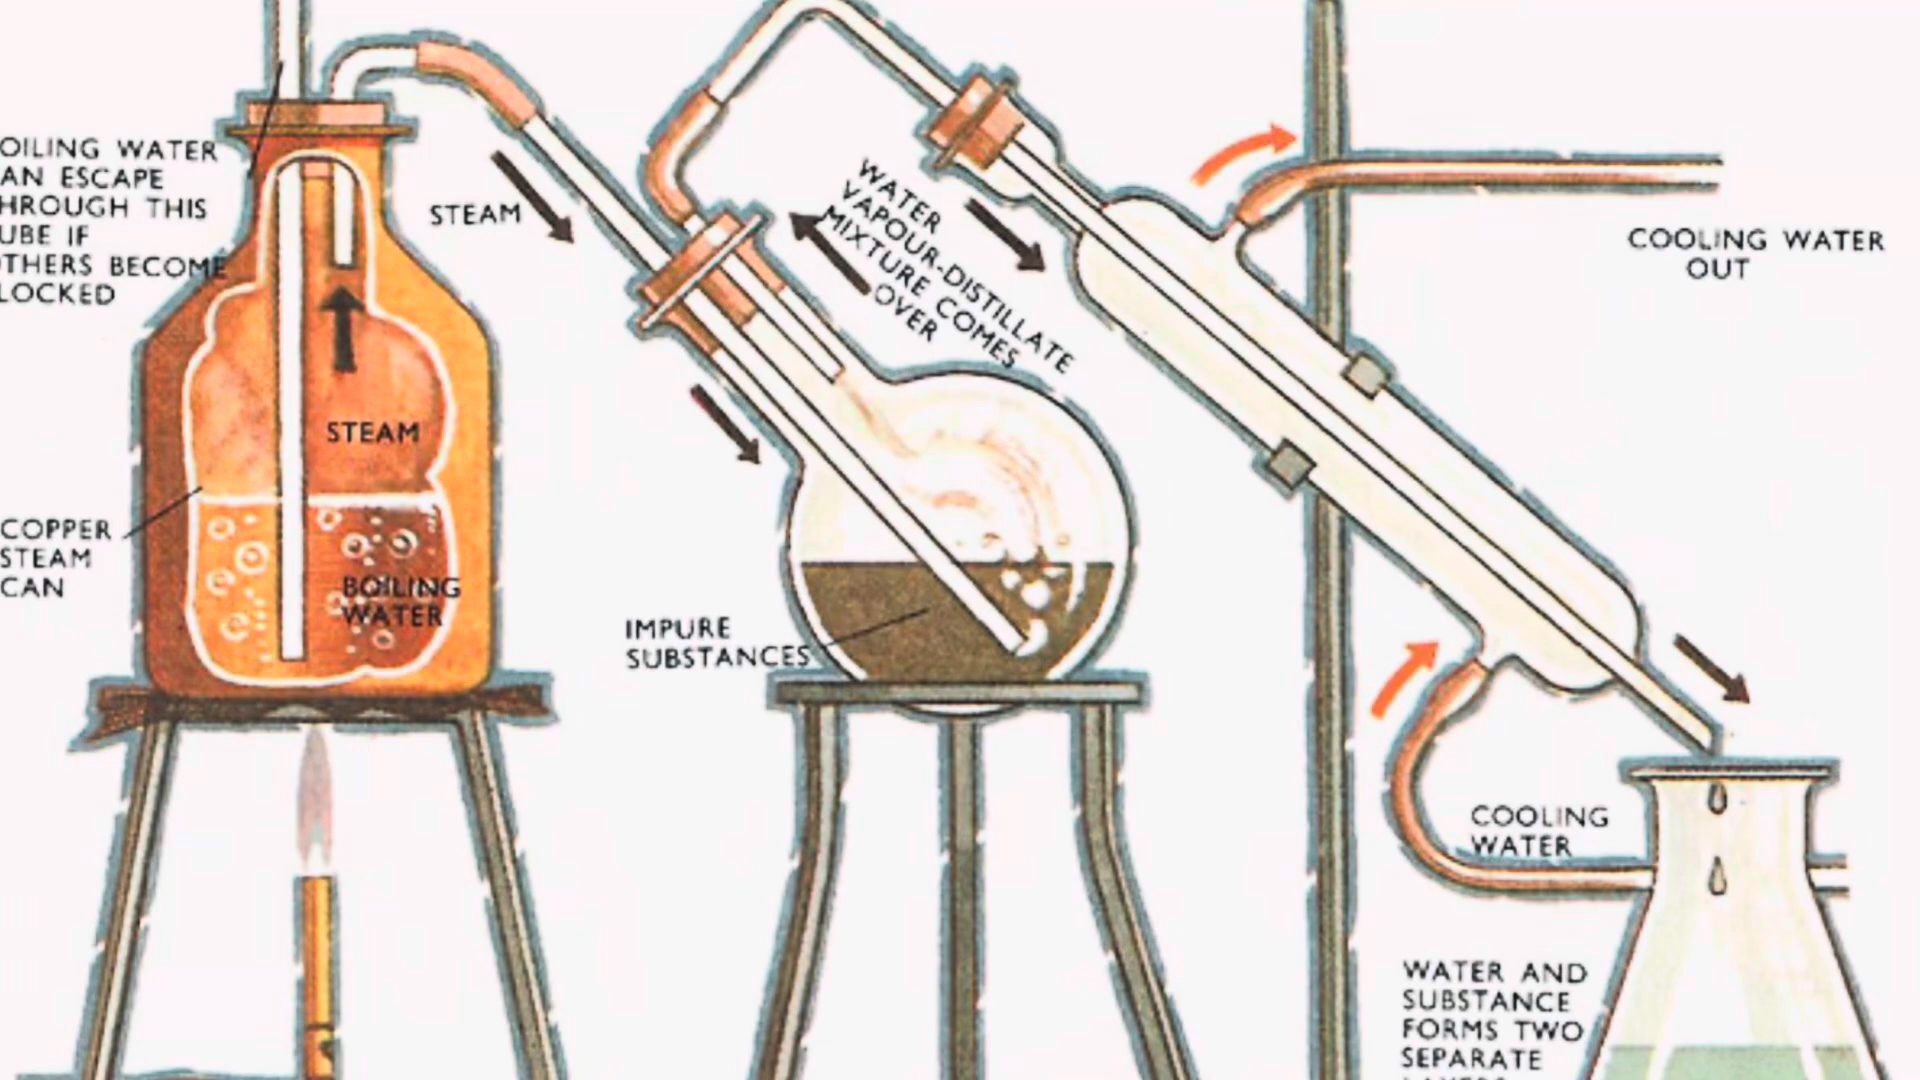 OILING WATER
AN ESCAPE
HROUGH THIS
UBE IF
THERS BECOME
LOCKED
COPPER
STEAM
CAN
STEAM
BOILING
WATER
STEAM
IMPURE
SUBSTANCES
WATER
VAPOUR-DISTILLATE
MIXTURE COMES
OVER
COOLING WATER
OUT
COOLING
WATER
WATER AND
SUBSTANCE
FORMS TWO
SEPARATE